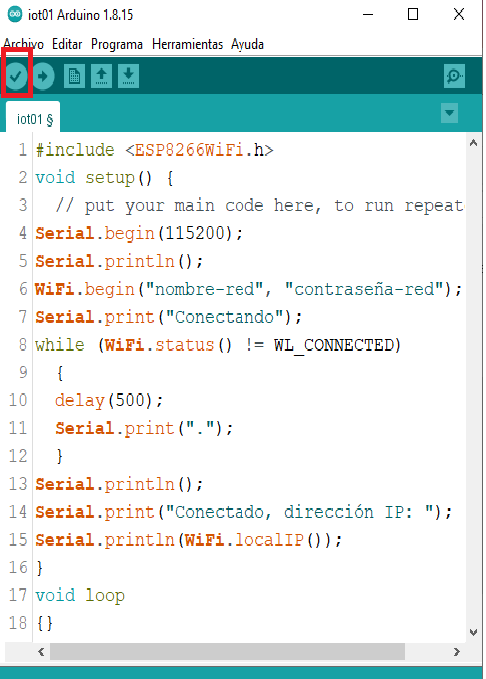 iot01 Arduino 1.8.15
Archivo Editar Programa Herramientas Ayuda
iot01 §
1 #include <ESP8266WiFi.h>
2 void setup() {
3 // put your main code here, to run repeat
4 Serial.begin(115200);
5 Serial.println();
6 WiFi.begin("nombre-red", "contraseña-red");
7 Serial.print("Conectando");
8 while (WiFi.status() != WL_CONNECTED)
9 {
10 delay(500);
11 Serial.print(".");
12 }
13 Serial.println();
14 Serial.print("Conectado, dirección IP: ");
15 Serial.println(WiFi.localIP());
16 }
17 void loop
18 {}